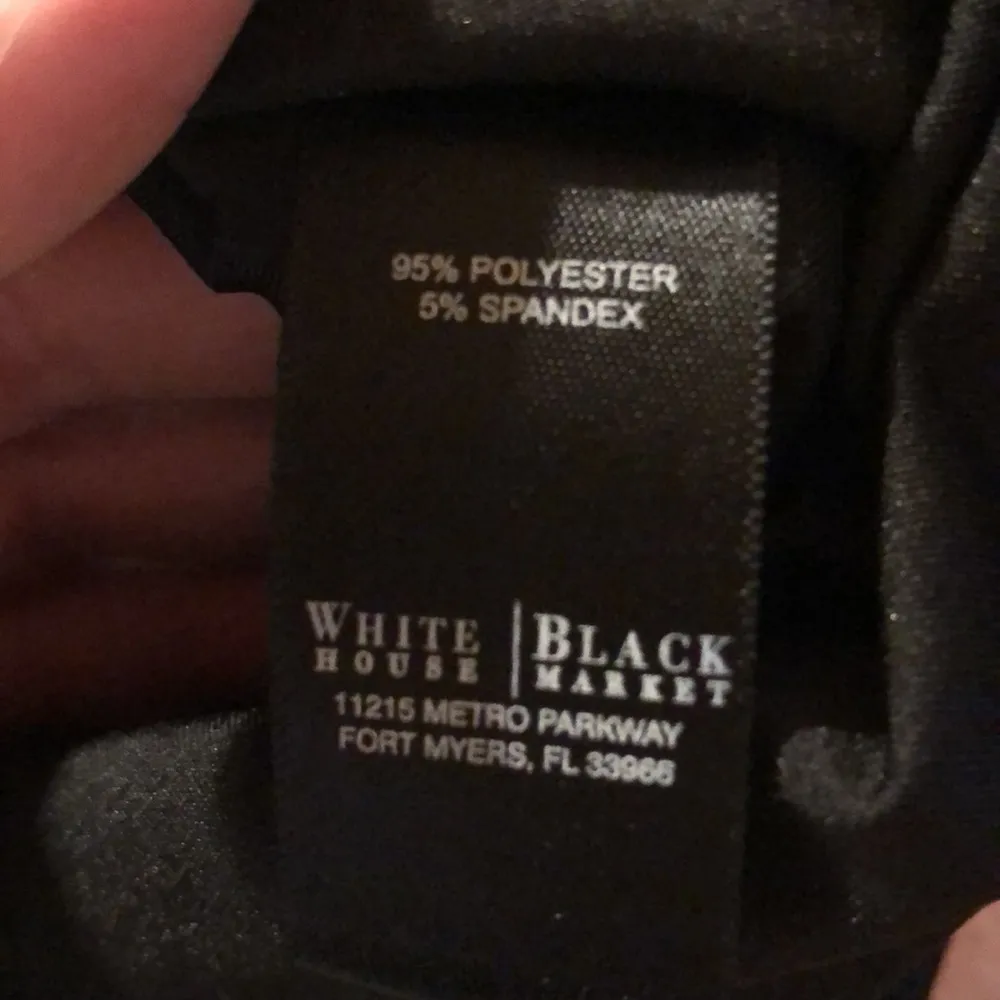 95% POLYESTER
5% SPANDEX
WHITE HOUSE | BLACK MARKET
11215 METRO PARKWAY
FORT MYERS, FL 33966